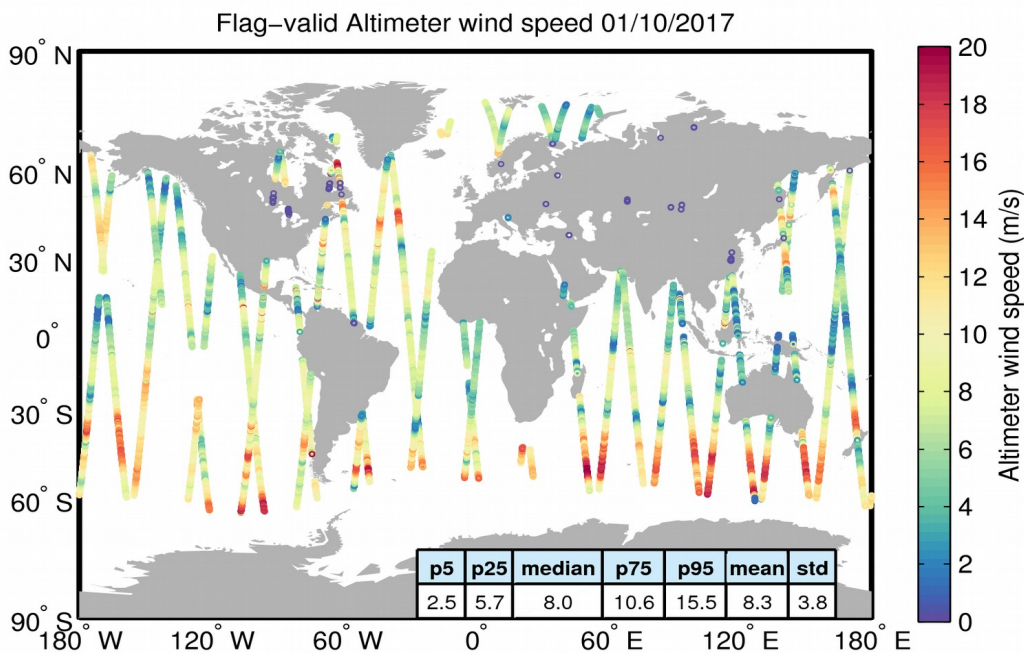 Flag−valid Altimeter wind speed 01/10/2017
90° N
60° N
30° N
0°
30° S
60° S
90° S
180° W
120° W
60° W
0°
60° E
120° E
180° E
p5 p25 median p75 p95 mean std
2.5 5.7 8.0 10.6 15.5 8.3 3.8
20
18
16
14
12
10
8
6
4
2
0
Altimeter wind speed (m/s)